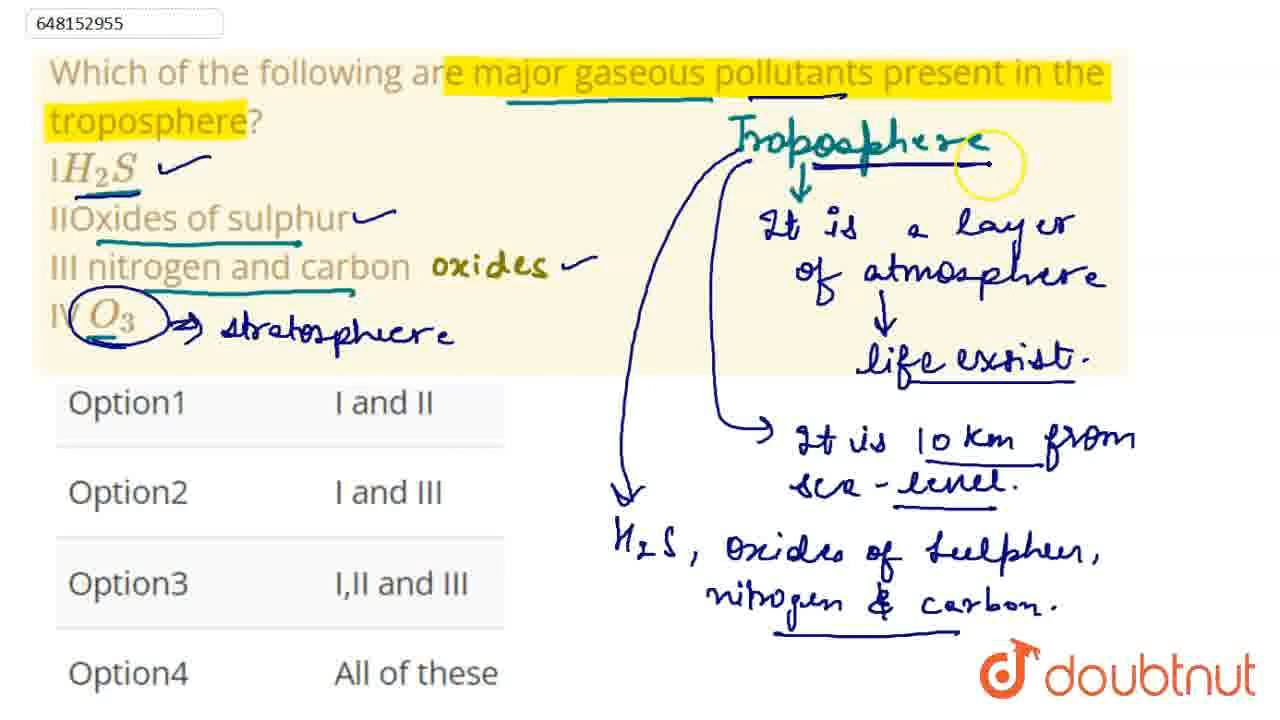 648152955
Which of the following are major gaseous pollutants present in the
troposphere?
I H₂S
IIOxides of sulphur
III nitrogen and carbon oxides
IV O₃ ⇒ stratosphere
Troposphere
It is a layer
of atmosphere
life exsist.
It is 10 Km from
sea-level.
H₂S, oxides of Sulpher,
nitrogen & carbon.
Option1 I and II
Option2 I and III
Option3 I,II and III
Option4 All of these
doubtnut